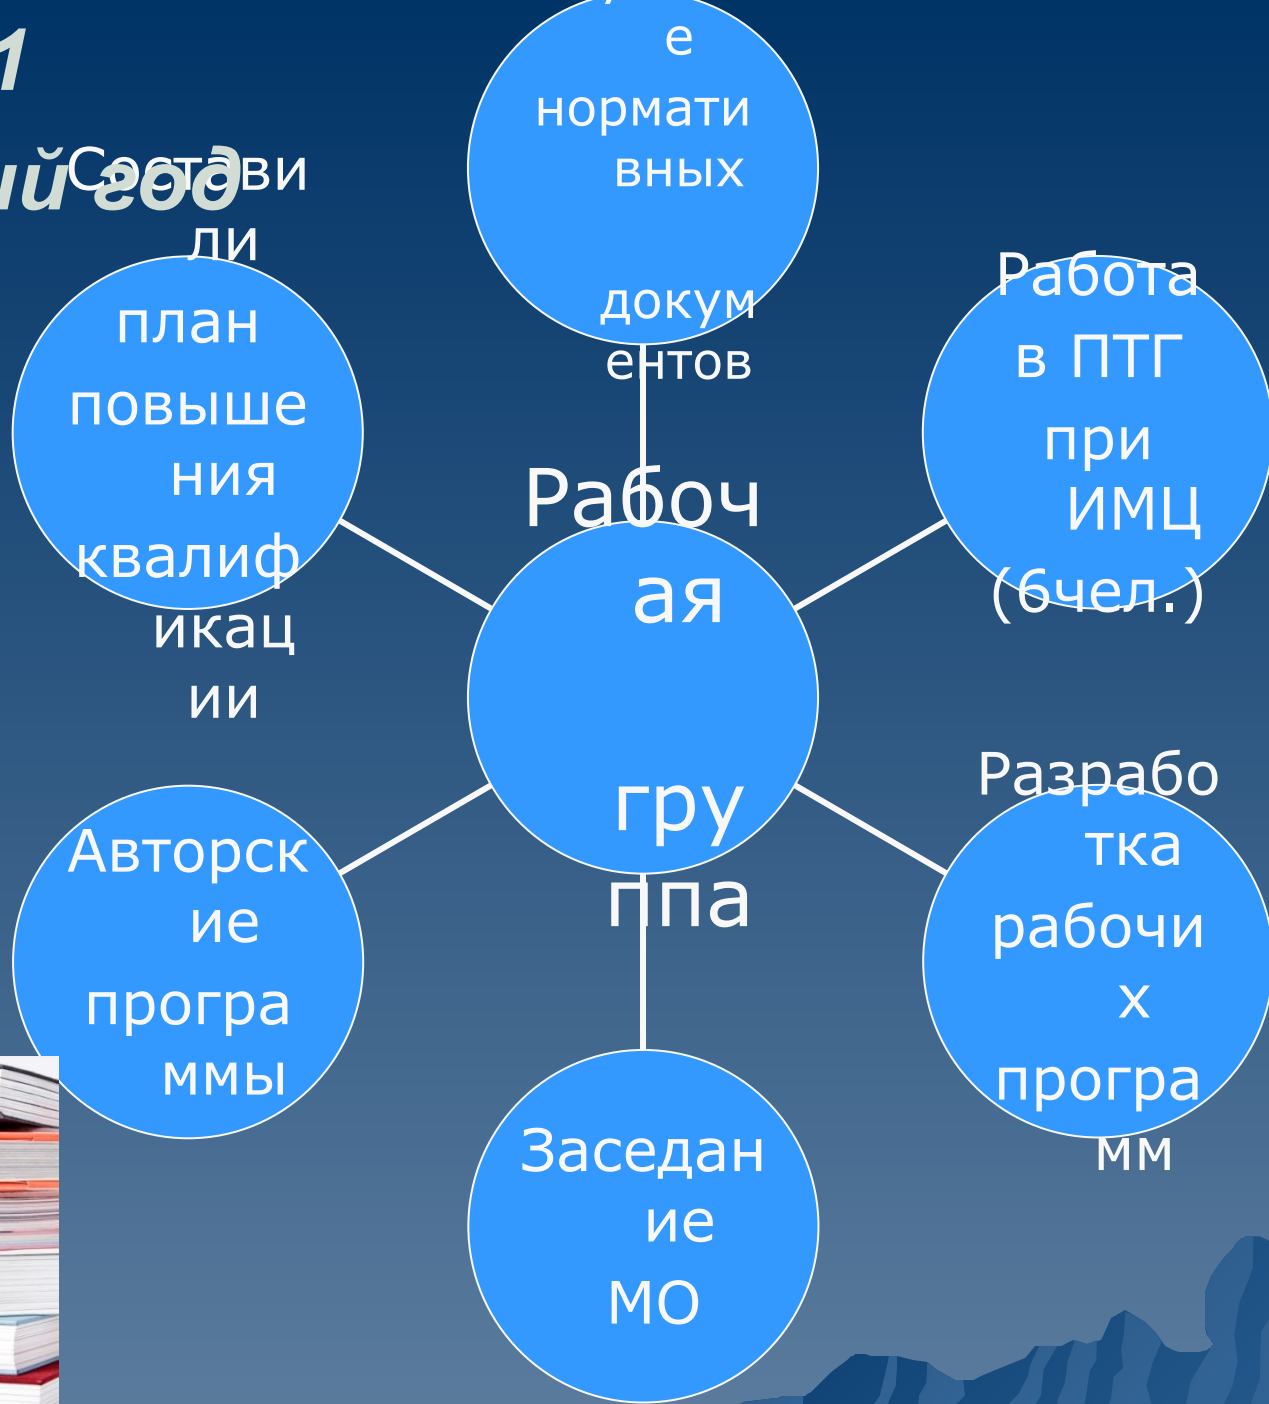 1
ий год
е
нормати
вных
докум
ентов
Состави
ли
план
повыше
ния
квалиф
икац
ии
Работа
в ПТГ
при
ИМЦ
(6чел.)
Рабоч
ая
гру
ппа
Авторск
ие
програ
ммы
Разрабо
тка
рабочи
х
програ
мм
Заседан
ие
МО